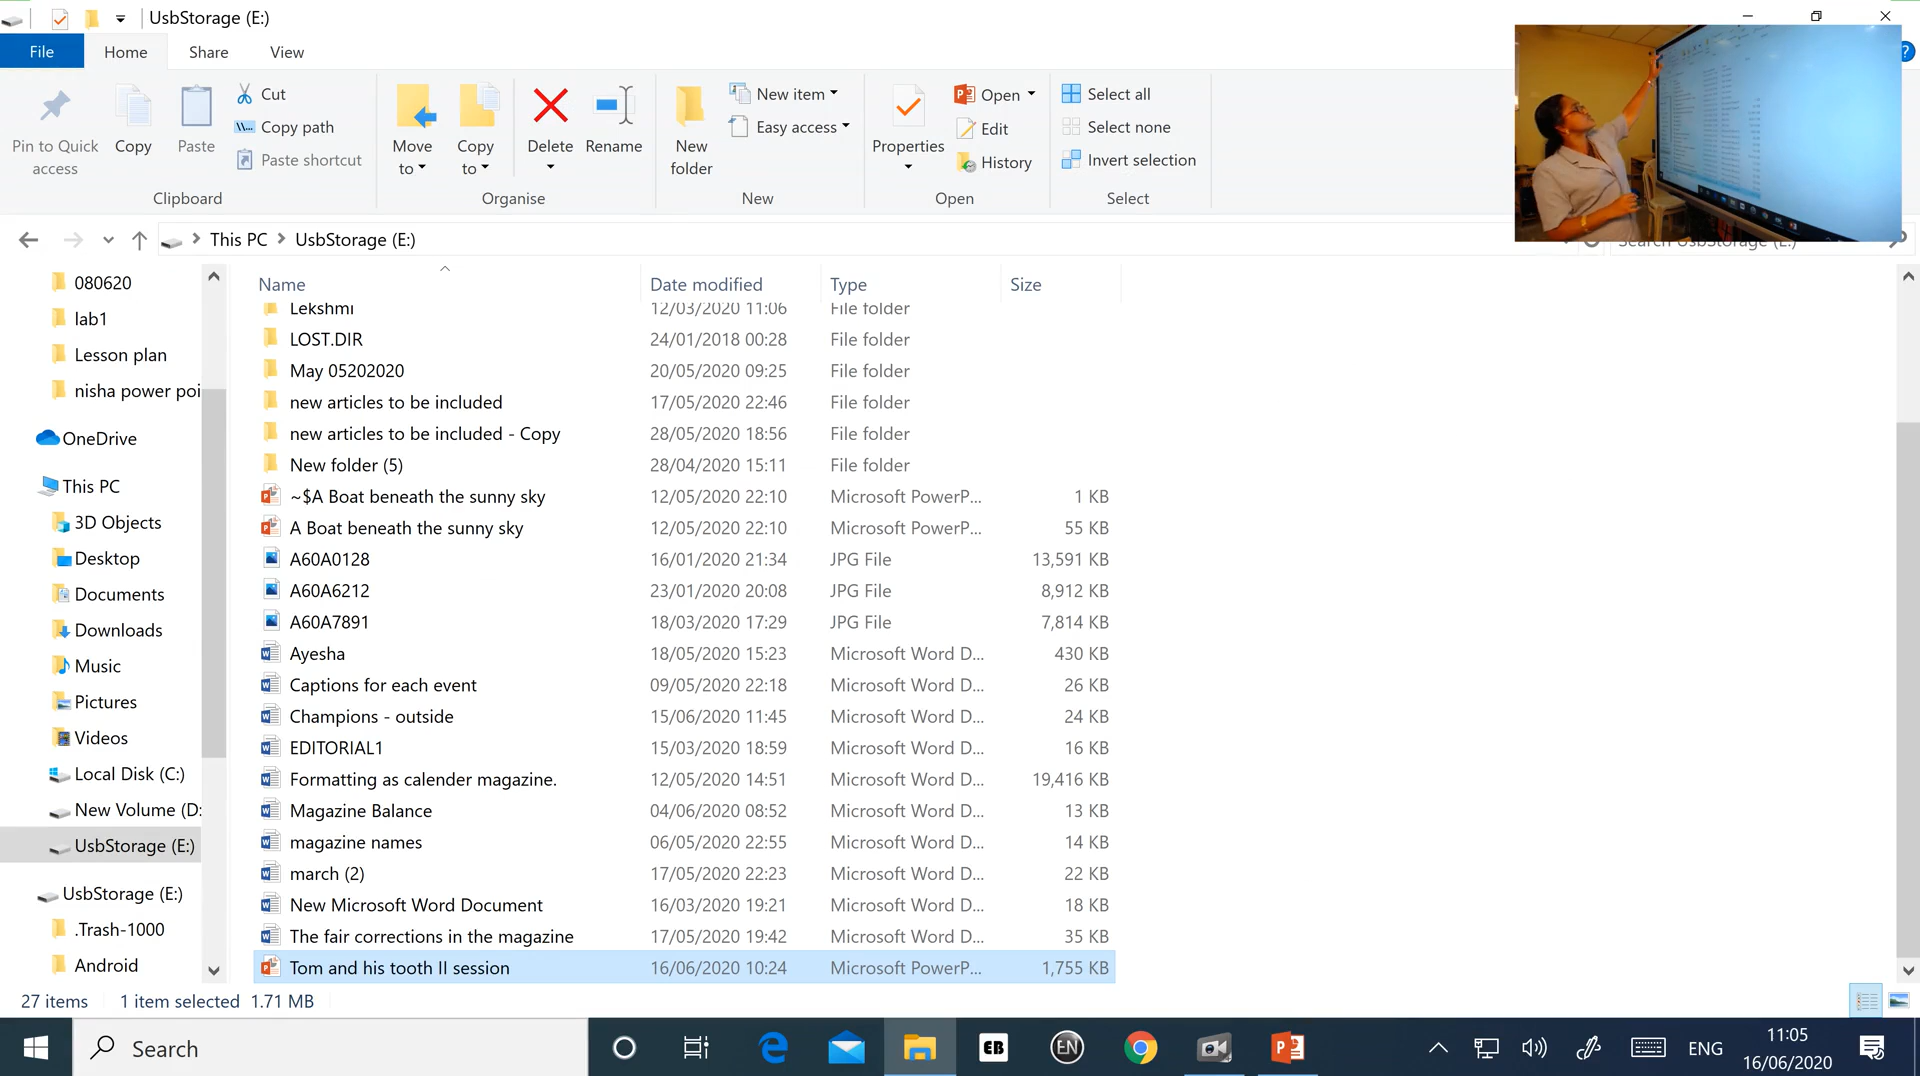 UsbStorage (E:)
File Home Share View
Pin to Quick access
Copy
Paste
Cut
Copy path
Paste shortcut
Clipboard
Move to
Copy to
Delete
Rename
Organise
New folder
New item
Easy access
New
Properties
Open
Edit
History
Open
Select all
Select none
Invert selection
Select
This PC UsbStorage (E:)
Search UsbStorage (E:)
080620
lab1
Lesson plan
nisha power poi
OneDrive
This PC
3D Objects
Desktop
Documents
Downloads
Music
Pictures
Videos
Local Disk (C:)
New Volume (D:
UsbStorage (E:)
UsbStorage (E:)
.Trash-1000
Android
Name Date modified Type Size
Lekshmi 12/03/2020 11:06 File folder
LOST.DIR 24/01/2018 00:28 File folder
May 05202020 20/05/2020 09:25 File folder
new articles to be included 17/05/2020 22:46 File folder
new articles to be included - Copy 28/05/2020 18:56 File folder
New folder (5) 28/04/2020 15:11 File folder
~$A Boat beneath the sunny sky 12/05/2020 22:10 Microsoft PowerP... 1 KB
A Boat beneath the sunny sky 12/05/2020 22:10 Microsoft PowerP... 55 KB
A60A0128 16/01/2020 21:34 JPG File 13,591 KB
A60A6212 23/01/2020 20:08 JPG File 8,912 KB
A60A7891 18/03/2020 17:29 JPG File 7,814 KB
Ayesha 18/05/2020 15:23 Microsoft Word D... 430 KB
Captions for each event 09/05/2020 22:18 Microsoft Word D... 26 KB
Champions - outside 15/06/2020 11:45 Microsoft Word D... 24 KB
EDITORIAL1 15/03/2020 18:59 Microsoft Word D... 16 KB
Formatting as calender magazine. 12/05/2020 14:51 Microsoft Word D... 19,416 KB
Magazine Balance 04/06/2020 08:52 Microsoft Word D... 13 KB
magazine names 06/05/2020 22:55 Microsoft Word D... 14 KB
march (2) 17/05/2020 22:23 Microsoft Word D... 22 KB
New Microsoft Word Document 16/03/2020 19:21 Microsoft Word D... 18 KB
The fair corrections in the magazine 17/05/2020 19:42 Microsoft Word D... 35 KB
Tom and his tooth II session 16/06/2020 10:24 Microsoft PowerP... 1,755 KB
27 items 1 item selected 1.71 MB
Search
EB
EN
ENG
11:05
16/06/2020